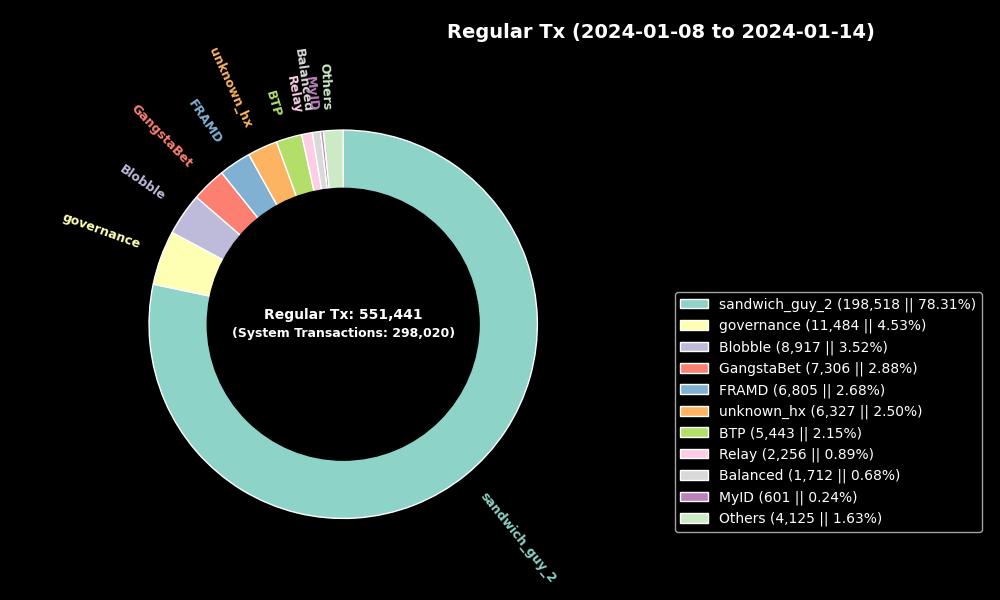 Regular Tx (2024-01-08 to 2024-01-14)
governance
Blobble
GangstaBet
FRAMD
unknown_hx
BTP
Relay
Balanced
MyID
Others
sandwich_guy_2
Regular Tx: 551,441
(System Transactions: 298,020)
sandwich_guy_2 (198,518 || 78.31%)
governance (11,484 || 4.53%)
Blobble (8,917 || 3.52%)
GangstaBet (7,306 || 2.88%)
FRAMD (6,805 || 2.68%)
unknown_hx (6,327 || 2.50%)
BTP (5,443 || 2.15%)
Relay (2,256 || 0.89%)
Balanced (1,712 || 0.68%)
MyID (601 || 0.24%)
Others (4,125 || 1.63%)